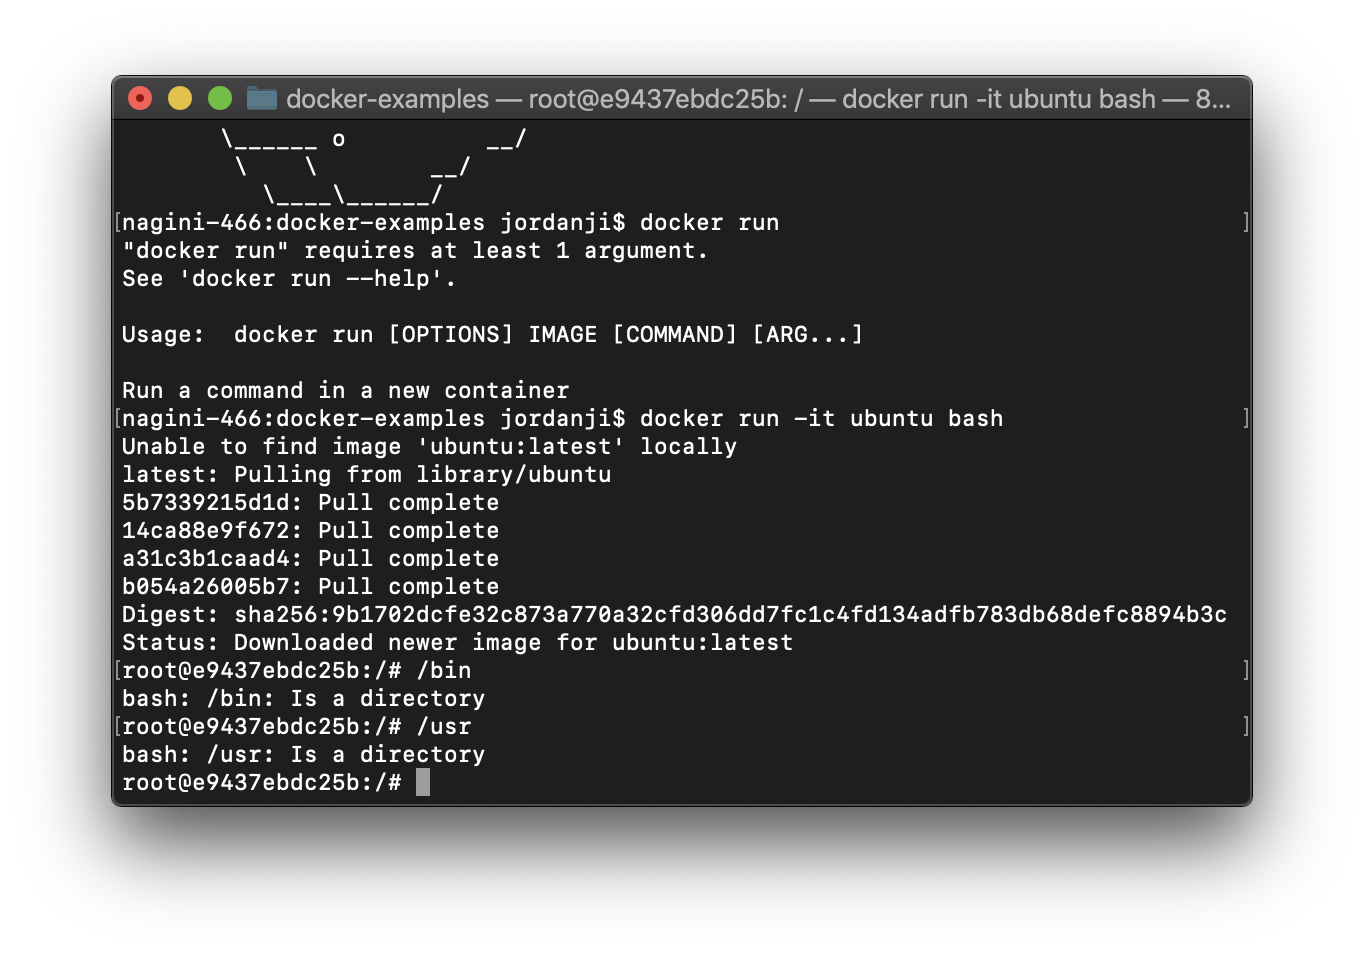 docker-examples — root@e9437ebdc25b: / — docker run -it ubuntu bash — 8...
\______ o          __/
\    \        __/
\____\______/
[nagini-466:docker-examples jordanji$ docker run ]
"docker run" requires at least 1 argument.
See 'docker run --help'.
Usage:  docker run [OPTIONS] IMAGE [COMMAND] [ARG...]
Run a command in a new container
[nagini-466:docker-examples jordanji$ docker run -it ubuntu bash ]
Unable to find image 'ubuntu:latest' locally
latest: Pulling from library/ubuntu
5b7339215d1d: Pull complete
14ca88e9f672: Pull complete
a31c3b1caad4: Pull complete
b054a26005b7: Pull complete
Digest: sha256:9b1702dcfe32c873a770a32cfd306dd7fc1c4fd134adfb783db68defc8894b3c
Status: Downloaded newer image for ubuntu:latest
[root@e9437ebdc25b:/# /bin ]
bash: /bin: Is a directory
[root@e9437ebdc25b:/# /usr ]
bash: /usr: Is a directory
root@e9437ebdc25b:/#